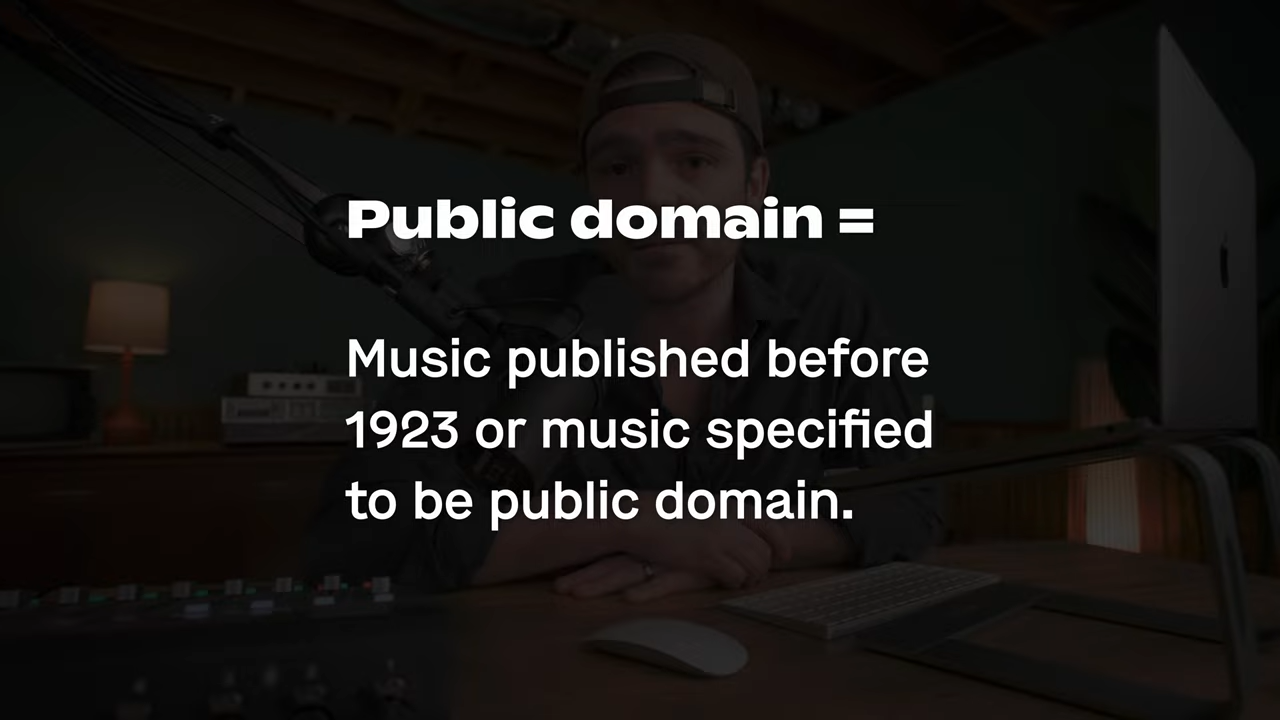 Public domain =
Music published before
1923 or music specified
to be public domain.